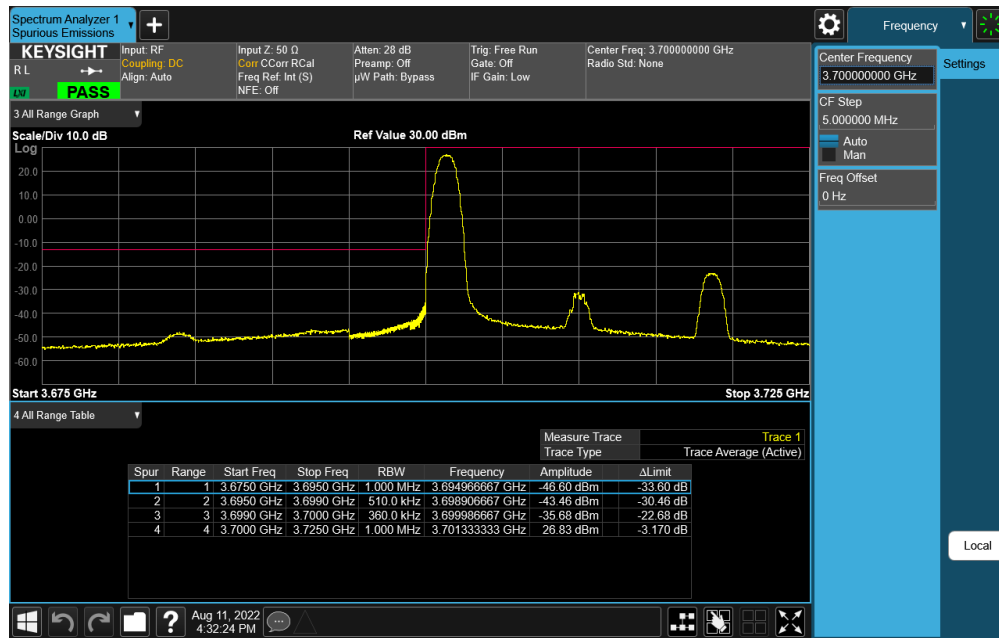 Spectrum Analyzer 1
Spurious Emissions
Frequency
KEYSIGHT
R L
LXI
PASS
Input: RF
Coupling: DC
Align: Auto
Input Z: 50 Ω
Corr CCorr RCal
Freq Ref: Int (S)
NFE: Off
Atten: 28 dB
Preamp: Off
µW Path: Bypass
Trig: Free Run
Gate: Off
IF Gain: Low
Center Freq: 3.700000000 GHz
Radio Std: None
Center Frequency
3.700000000 GHz
Settings
CF Step
5.000000 MHz
Auto
Man
Freq Offset
0 Hz
3 All Range Graph
Scale/Div 10.0 dB
Ref Value 30.00 dBm
Log
20.0
10.0
0.00
-10.0
-20.0
-30.0
-40.0
-50.0
-60.0
Start 3.675 GHz
Stop 3.725 GHz
4 All Range Table
Measure Trace Trace 1
Trace Type Trace Average (Active)
Spur Range Start Freq Stop Freq RBW Frequency Amplitude ΔLimit
1 1 3.6750 GHz 3.6950 GHz 1.000 MHz 3.694966667 GHz -46.60 dBm -33.60 dB
2 2 3.6950 GHz 3.6990 GHz 510.0 kHz 3.698906667 GHz -43.46 dBm -30.46 dB
3 3 3.6990 GHz 3.7000 GHz 360.0 kHz 3.699986667 GHz -35.68 dBm -22.68 dB
4 4 3.7000 GHz 3.7250 GHz 1.000 MHz 3.701333333 GHz 26.83 dBm -3.170 dB
Local
Aug 11, 2022
4:32:24 PM